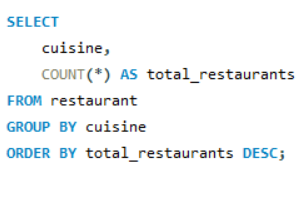 SELECT
    cuisine,
    COUNT(*) AS total_restaurants
FROM restaurant
GROUP BY cuisine
ORDER BY total_restaurants DESC;